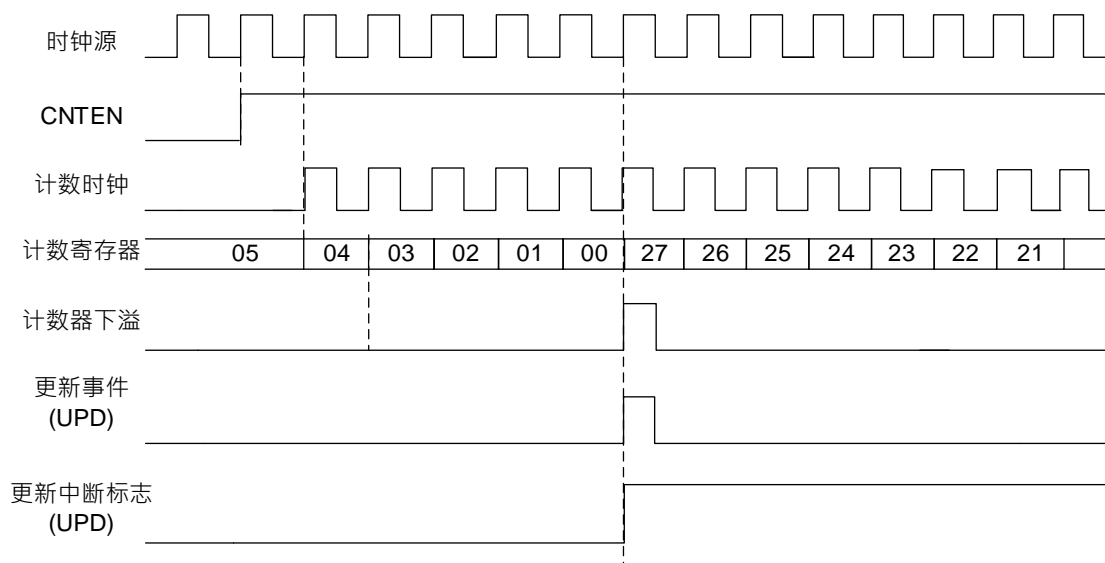 时钟源
CNTEN
计数时钟
计数寄存器 05 04 03 02 01 00 27 26 25 24 23 22 21
计数器下溢
更新事件
(UPD)
更新中断标志
(UPD)